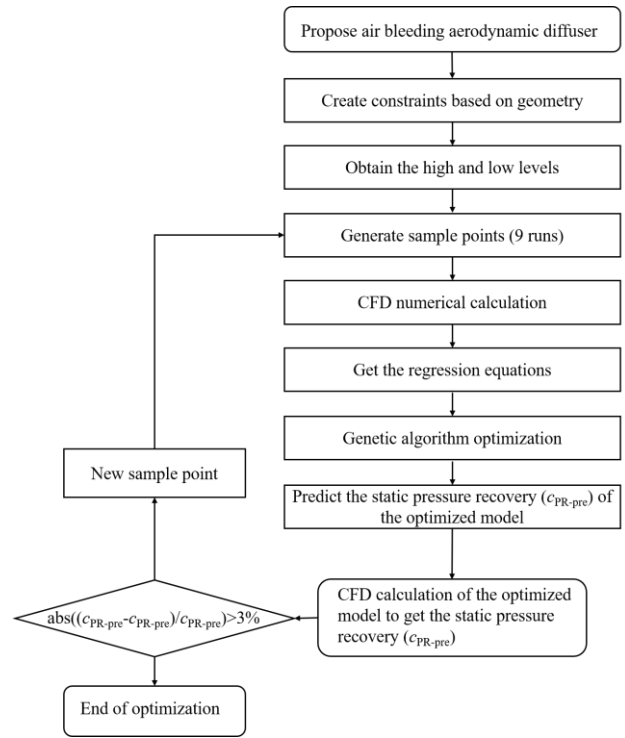 Propose air bleeding aerodynamic diffuser
Create constraints based on geometry
Obtain the high and low levels
Generate sample points (9 runs)
CFD numerical calculation
Get the regression equations
Genetic algorithm optimization
New sample point
Predict the static pressure recovery (cPR-pre) of
the optimized model
CFD calculation of the optimized
model to get the static pressure
recovery (cPR-pre)
abs((cPR-pre-cPR-pre)/cPR-pre)>3%
End of optimization